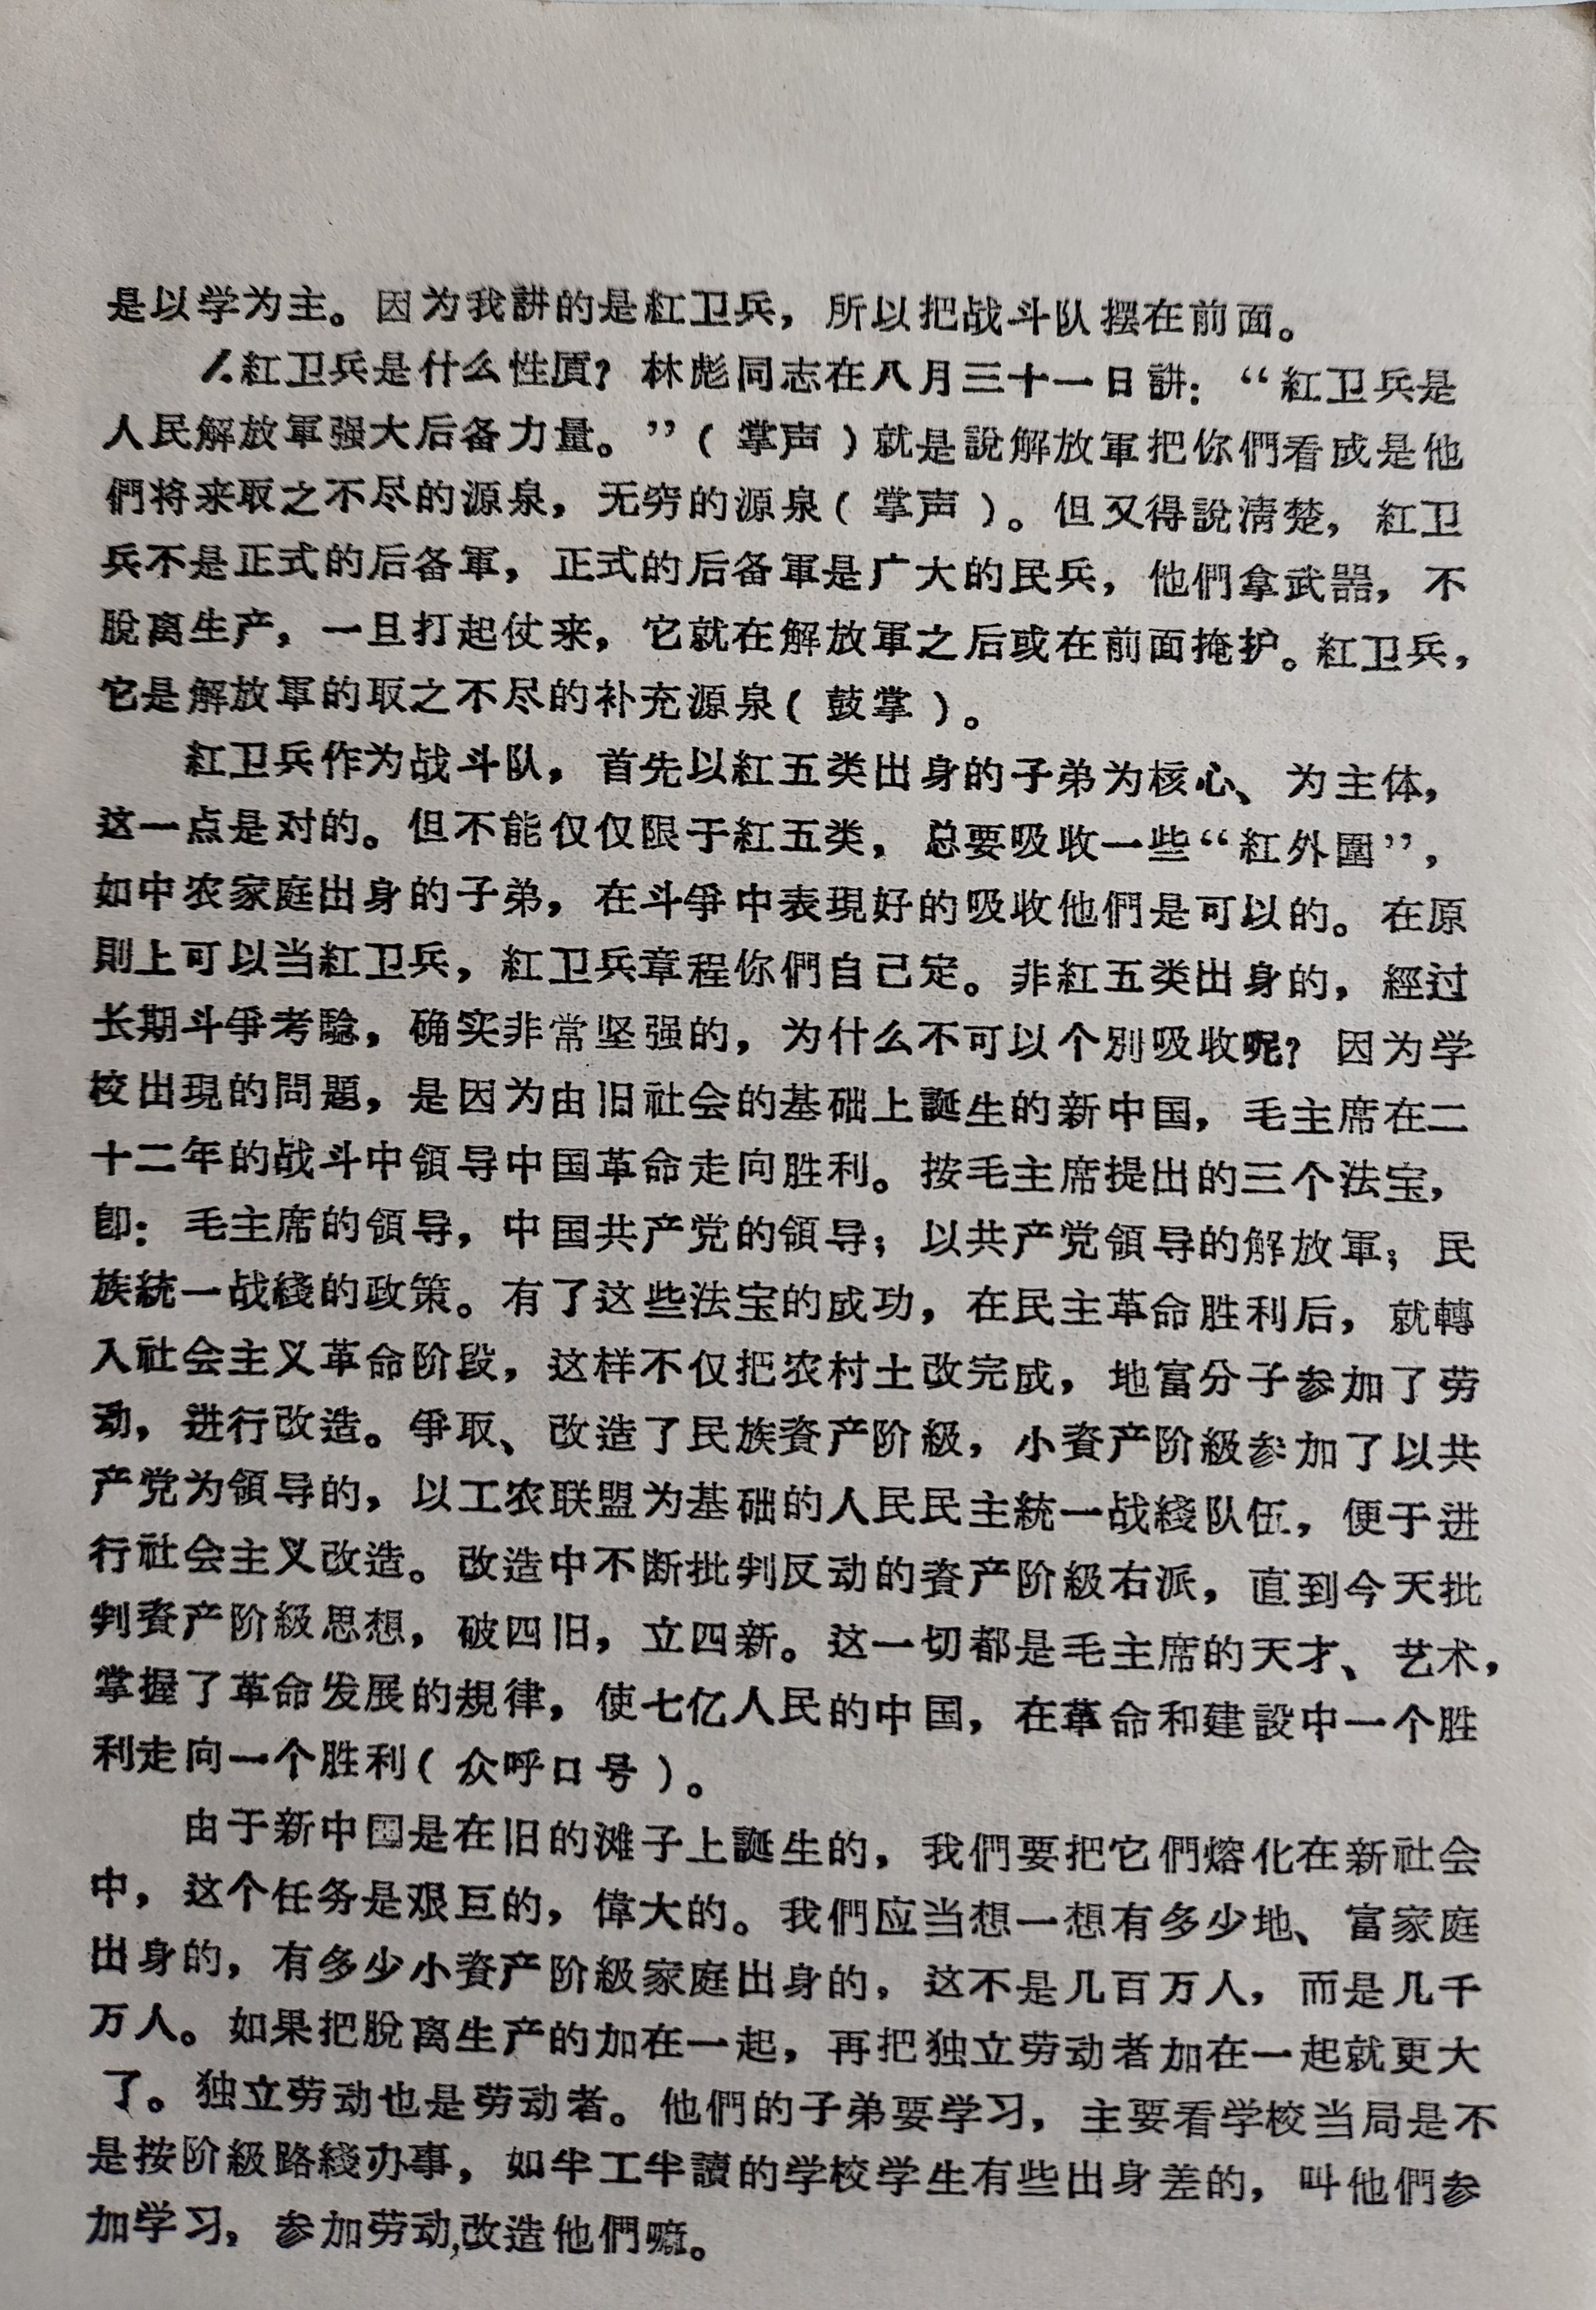 是以学为主。因为我講的是紅卫兵，所以把战斗队摆在前面。
1.紅卫兵是什么性质？林彪同志在八月三十一日講：“紅卫兵是
人民解放軍强大后备力量。”（掌声）就是說解放軍把你們看成是他
們将来取之不尽的源泉，无穷的源泉（掌声）。但又得說淸楚，紅卫
兵不是正式的后备軍，正式的后备軍是广大的民兵，他們拿武器，不
脫离生产，一旦打起仗来，它就在解放軍之后或在前面掩护。紅卫兵，
它是解放軍的取之不尽的补充源泉（鼓掌）。
紅卫兵作为战斗队，首先以紅五类出身的子弟为核心、为主体，
这一点是对的。但不能仅仅限于紅五类，总要吸收一些“紅外圍”，
如中农家庭出身的子弟，在斗爭中表現好的吸收他們是可以的。在原
則上可以当紅卫兵，紅卫兵章程你們自己定。非紅五类出身的，經过
长期斗爭考驗，确实非常坚强的，为什么不可以个別吸收呢？因为学
校出現的問題，是因为由旧社会的基础上誕生的新中国，毛主席在二
十二年的战斗中領导中国革命走向胜利。按毛主席提出的三个法宝，
卽：毛主席的領导，中国共产党的領导；以共产党領导的解放軍；民
族統一战綫的政策。有了这些法宝的成功，在民主革命胜利后，就轉
入社会主义革命阶段，这样不仅把农村土改完成，地富分子参加了劳
动，进行改造。爭取、改造了民族資产阶級，小資产阶級参加了以共
产党为領导的，以工农联盟为基础的人民民主統一战綫队伍，便于进
行社会主义改造。改造中不断批判反动的資产阶級右派，直到今天批
判資产阶級思想，破四旧，立四新。这一切都是毛主席的天才、艺术，
掌握了革命发展的規律，使七亿人民的中国，在革命和建設中一个胜
利走向一个胜利（众呼口号）。
由于新中国是在旧的滩子上誕生的，我們要把它們熔化在新社会
中，这个任务是艰巨的，偉大的。我們应当想一想有多少地、富家庭
出身的，有多少小資产阶級家庭出身的，这不是几百万人，而是几千
万人。如果把脫离生产的加在一起，再把独立劳动者加在一起就更大
了。独立劳动也是劳动者。他們的子弟要学习，主要看学校当局是不
是按阶級路綫办事，如半工半讀的学校学生有些出身差的，叫他們参
加学习，参加劳动，改造他們嘛。